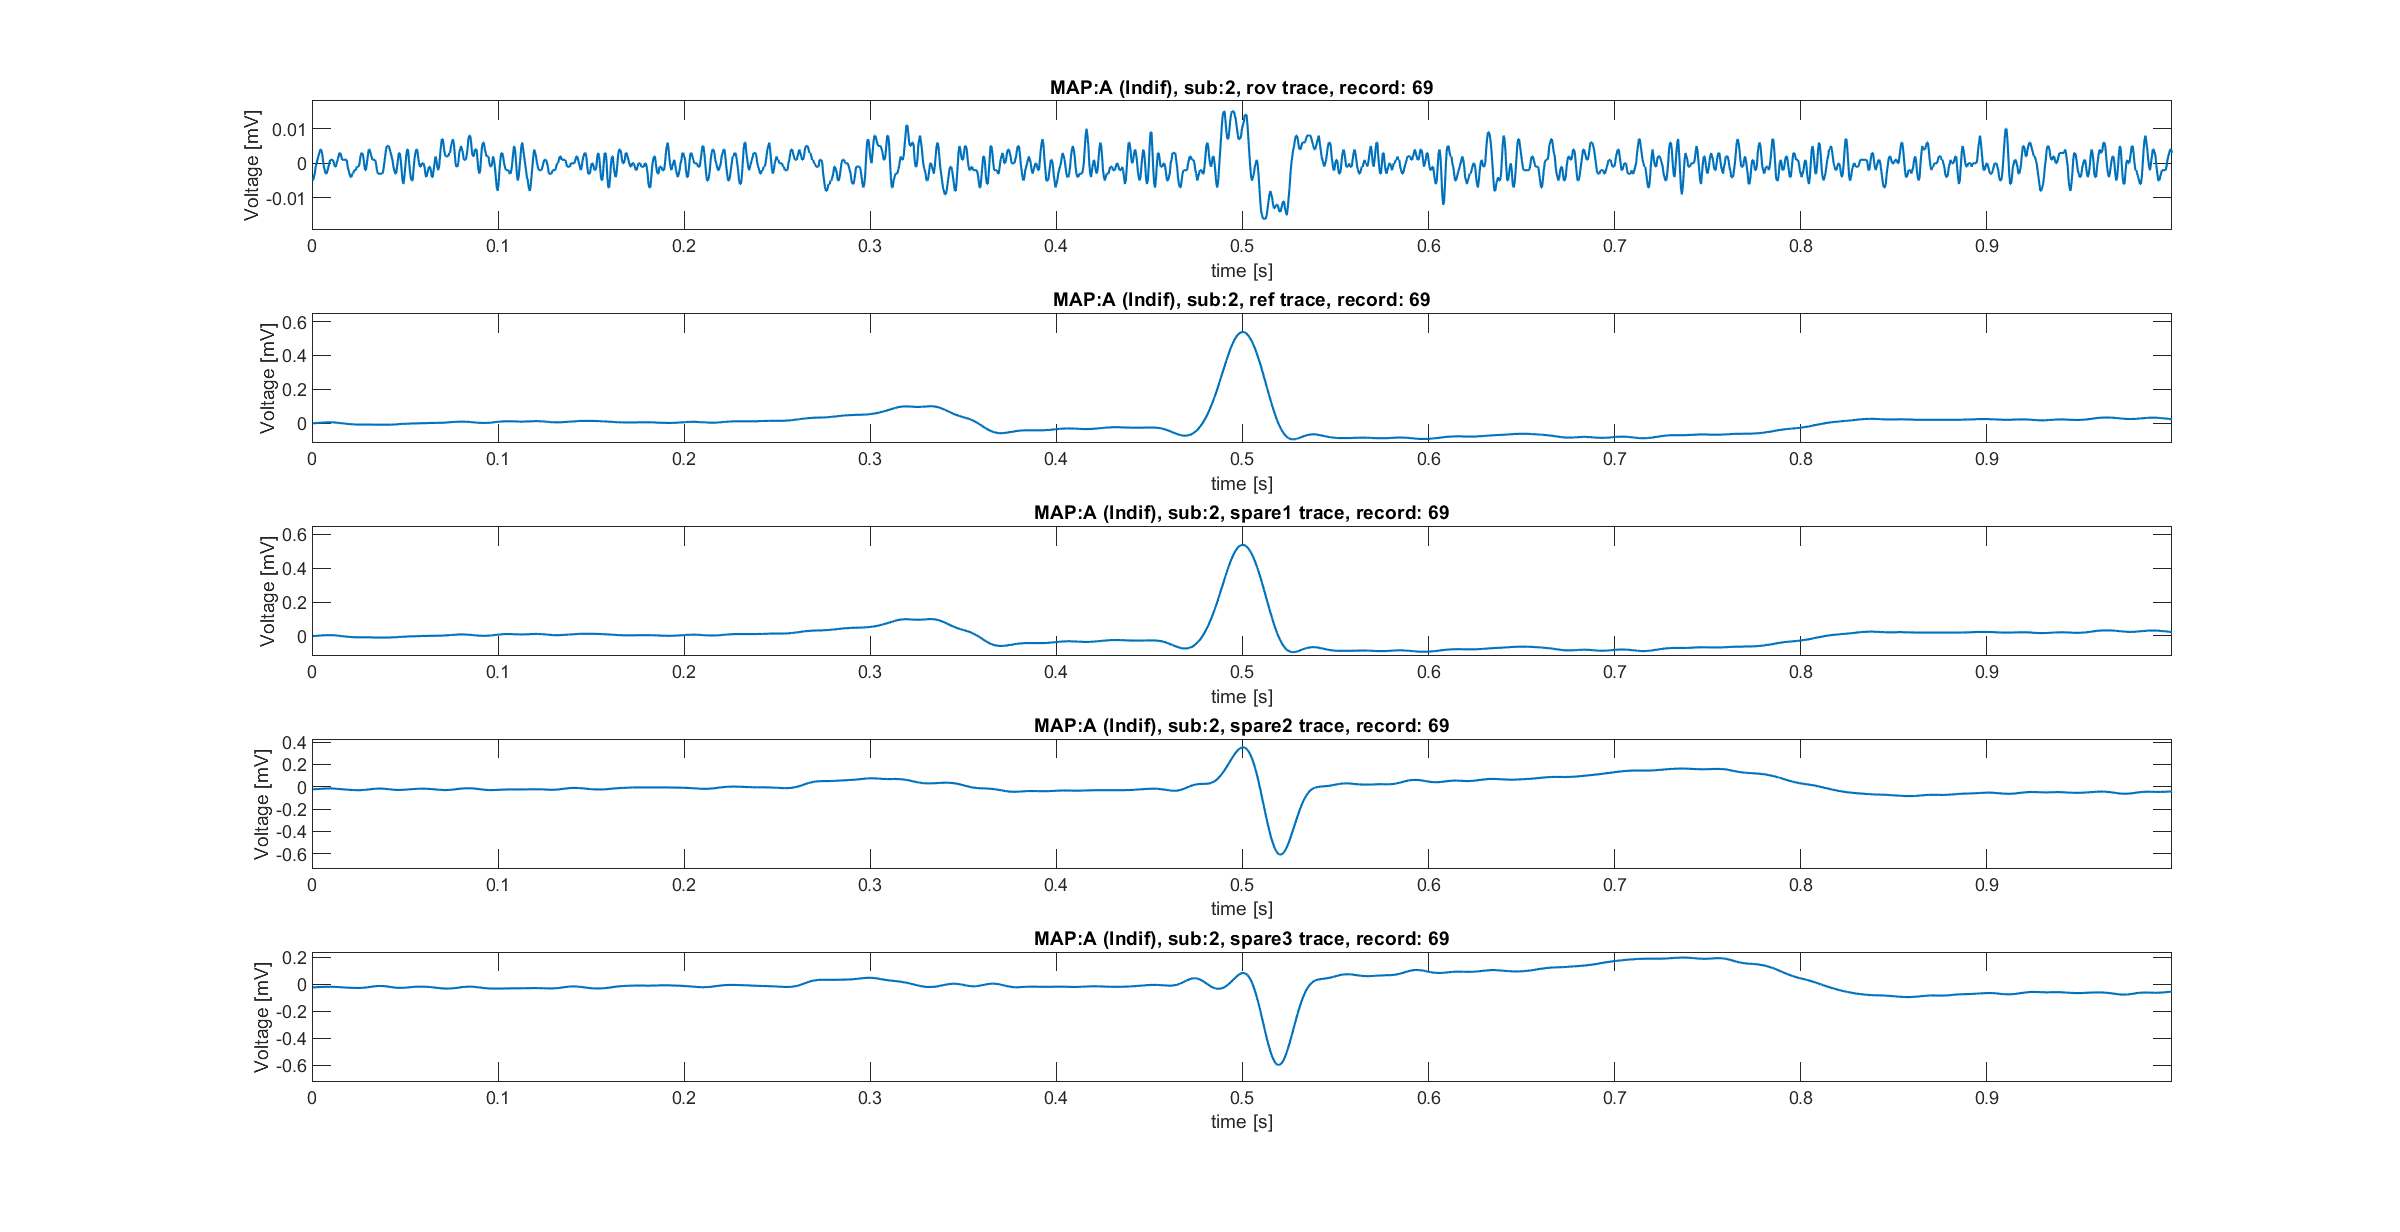 MAP:A (Indif), sub:2, rov trace, record: 69
Voltage [mV]
0.01
0
-0.01
0 0.1 0.2 0.3 0.4 0.5 0.6 0.7 0.8 0.9
time [s]
MAP:A (Indif), sub:2, ref trace, record: 69
Voltage [mV]
0.6
0.4
0.2
0
0 0.1 0.2 0.3 0.4 0.5 0.6 0.7 0.8 0.9
time [s]
MAP:A (Indif), sub:2, spare1 trace, record: 69
Voltage [mV]
0.6
0.4
0.2
0
0 0.1 0.2 0.3 0.4 0.5 0.6 0.7 0.8 0.9
time [s]
MAP:A (Indif), sub:2, spare2 trace, record: 69
Voltage [mV]
0.4
0.2
0
-0.2
-0.4
-0.6
0 0.1 0.2 0.3 0.4 0.5 0.6 0.7 0.8 0.9
time [s]
MAP:A (Indif), sub:2, spare3 trace, record: 69
Voltage [mV]
0.2
0
-0.2
-0.4
-0.6
0 0.1 0.2 0.3 0.4 0.5 0.6 0.7 0.8 0.9
time [s]